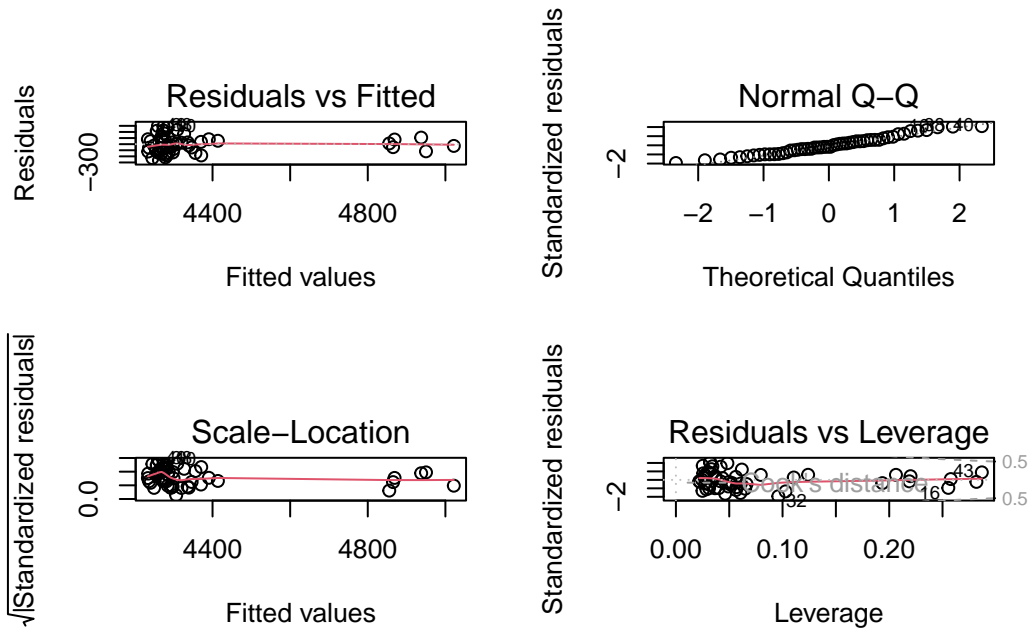 Residuals vs Fitted
Residuals
−300
4400
4800
Fitted values
Normal Q−Q
Standardized residuals
−2
40
−2
−1
0
1
2
Theoretical Quantiles
Scale−Location
√|Standardized residuals|
0.0
4400
4800
Fitted values
Residuals vs Leverage
Standardized residuals
−2
0.5
43
Cook's distance
16
32
0.5
0.00
0.10
0.20
Leverage